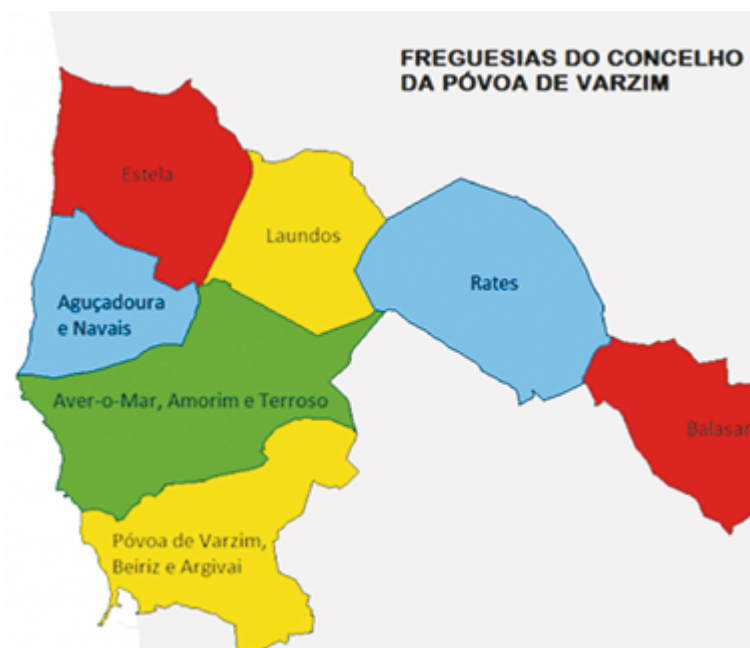 FREGUESIAS DO CONCELHO
DA PÓVOA DE VARZIM
Estela
Laundos
Rates
Aguçadoura
e Navais
Aver-o-Mar, Amorim e Terroso
Balasar
Póvoa de Varzim,
Beiriz e Argivai